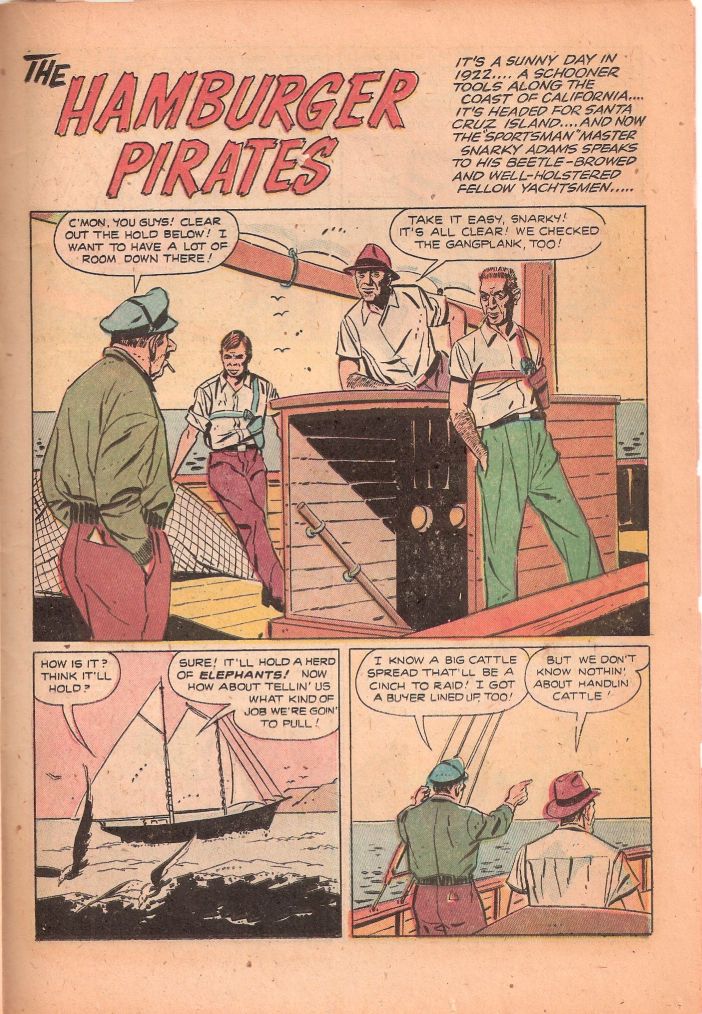 THE
HAMBURGER
PIRATES
IT'S A SUNNY DAY IN
1922.... A SCHOONER
TOOLS ALONG THE
COAST OF CALIFORNIA....
IT'S HEADED FOR SANTA
CRUZ ISLAND.... AND NOW
THE "SPORTSMAN" MASTER
SNARKY ADAMS SPEAKS
TO HIS BEETLE-BROWED
AND WELL-HOLSTERED
FELLOW YACHTSMEN.....
C'MON, YOU GUYS! CLEAR
OUT THE HOLD BELOW! I
WANT TO HAVE A LOT OF
ROOM DOWN THERE!
TAKE IT EASY, SNARKY!
IT'S ALL CLEAR! WE CHECKED
THE GANGPLANK, TOO!
HOW IS IT?
THINK IT'LL
HOLD?
SURE! IT'LL HOLD A HERD
OF ELEPHANTS! NOW
HOW ABOUT TELLIN' US
WHAT KIND OF
JOB WE'RE GOIN'
TO PULL!
I KNOW A BIG CATTLE
SPREAD THAT'LL BE A
CINCH TO RAID! I GOT
A BUYER LINED UP, TOO!
BUT WE DON'T
KNOW NOTHIN'
ABOUT HANDLIN'
CATTLE!